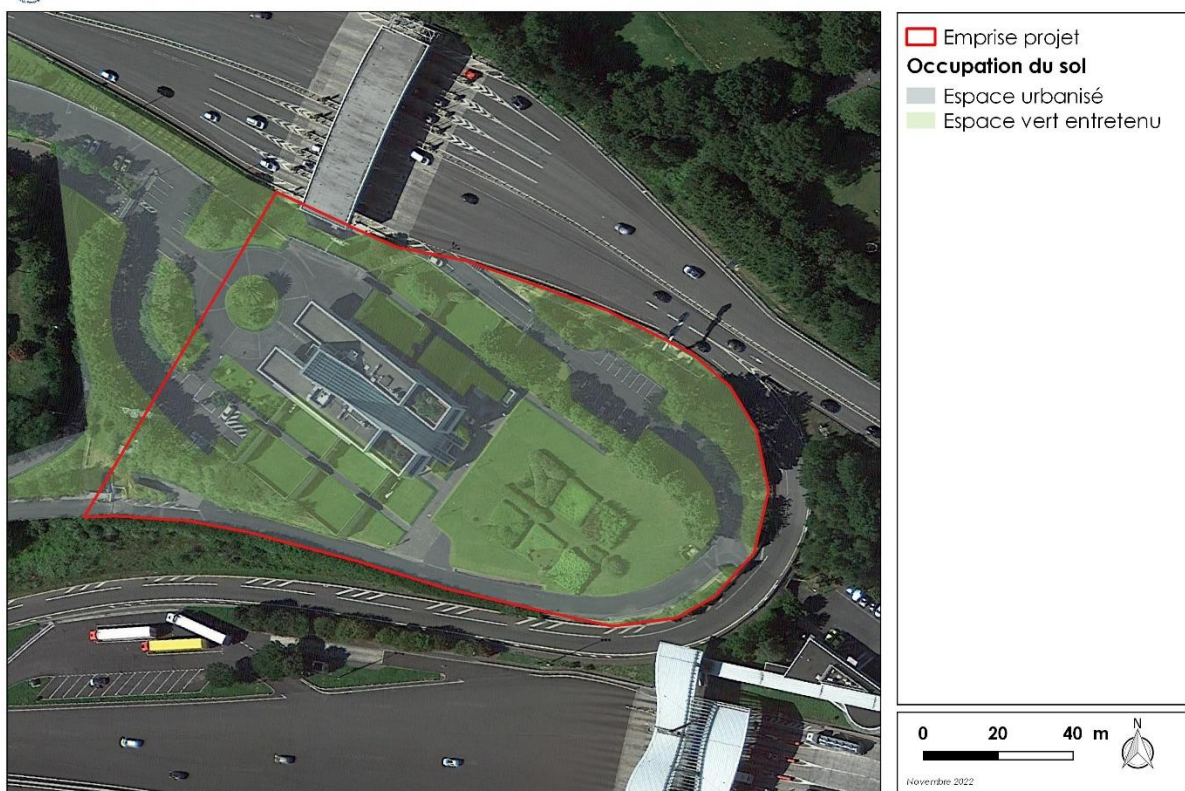 Emprise projet
Occupation du sol
Espace urbanisé
Espace vert entretenu
0 20 40 m
N
Novembre 2022